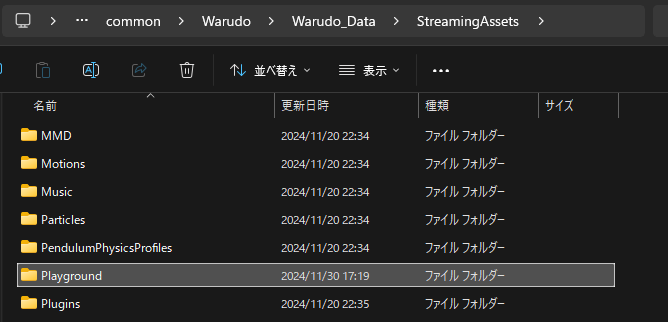 … common > Warudo > Warudo_Data > StreamingAssets >
並べ替え 表示 …
名前 更新日時 種類 サイズ
MMD 2024/11/20 22:34 ファイル フォルダー
Motions 2024/11/20 22:34 ファイル フォルダー
Music 2024/11/20 22:34 ファイル フォルダー
Particles 2024/11/20 22:34 ファイル フォルダー
PendulumPhysicsProfiles 2024/11/20 22:34 ファイル フォルダー
Playground 2024/11/30 17:19 ファイル フォルダー
Plugins 2024/11/20 22:35 ファイル フォルダー